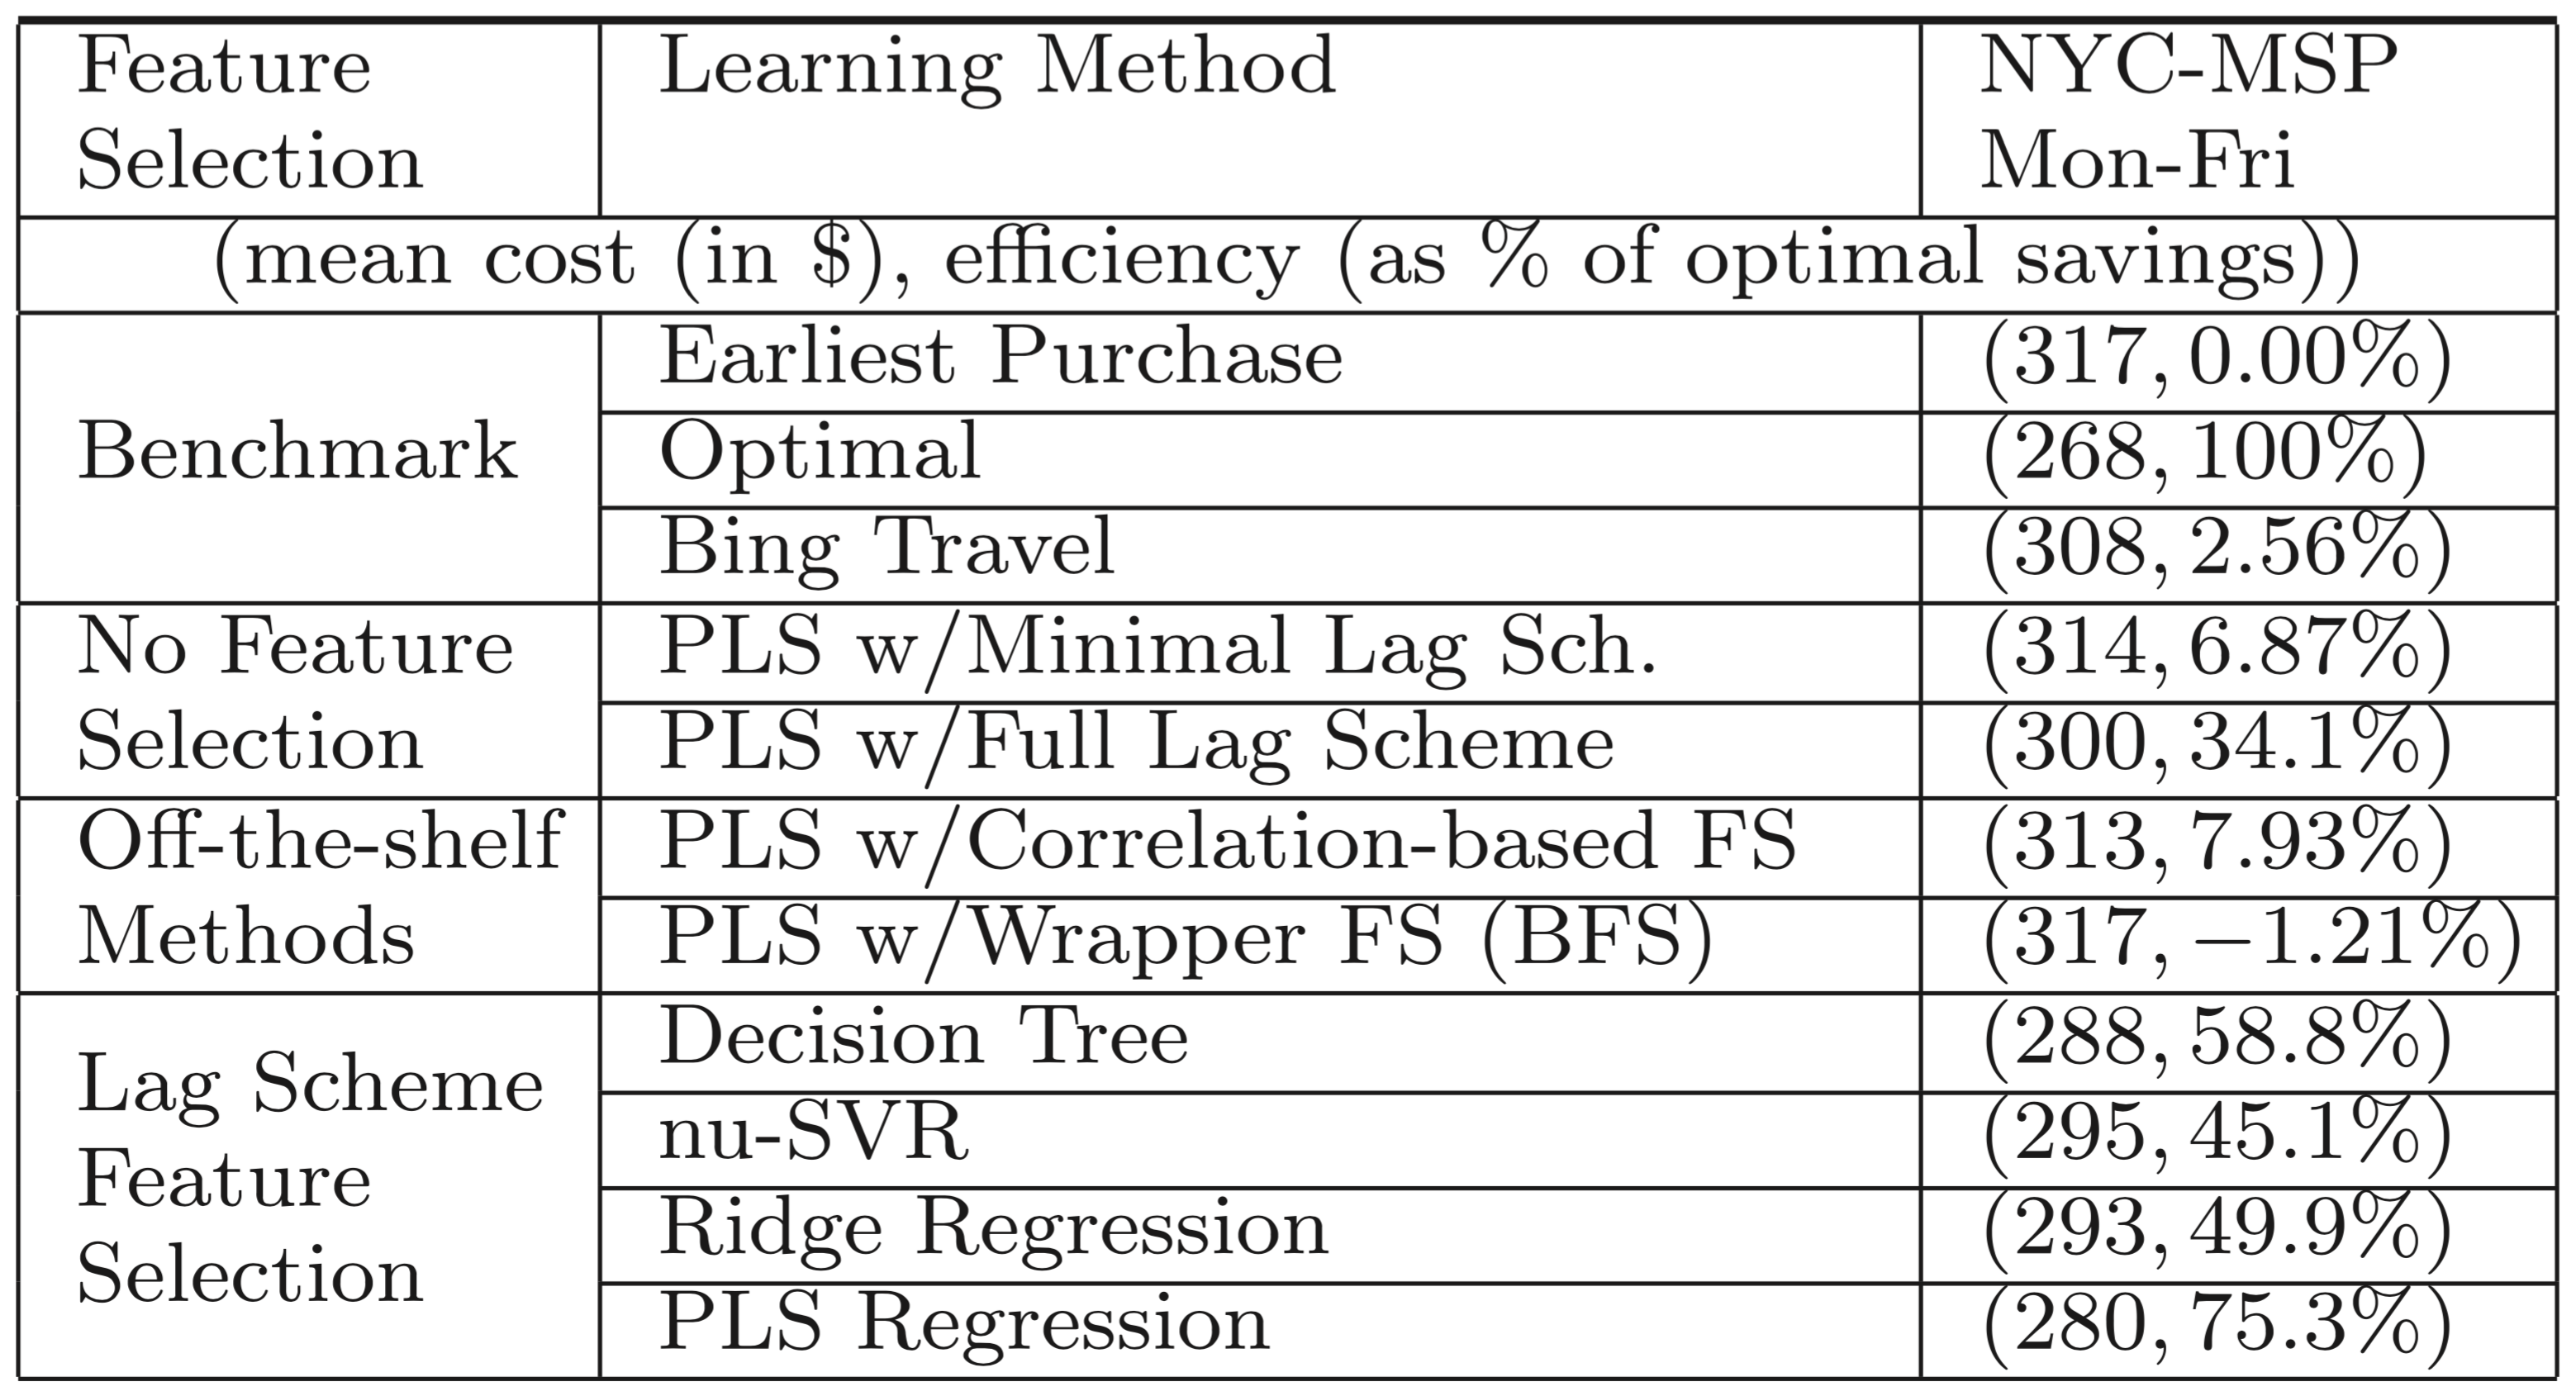 Feature Selection | Learning Method | NYC-MSP Mon-Fri
(mean cost (in $), efficiency (as % of optimal savings))
Benchmark | Earliest Purchase | (317, 0.00%)
Optimal | (268, 100%)
Bing Travel | (308, 2.56%)
No Feature Selection | PLS w/Minimal Lag Sch. | (314, 6.87%)
PLS w/Full Lag Scheme | (300, 34.1%)
Off-the-shelf Methods | PLS w/Correlation-based FS | (313, 7.93%)
PLS w/Wrapper FS (BFS) | (317, −1.21%)
Lag Scheme Feature Selection | Decision Tree | (288, 58.8%)
nu-SVR | (295, 45.1%)
Ridge Regression | (293, 49.9%)
PLS Regression | (280, 75.3%)